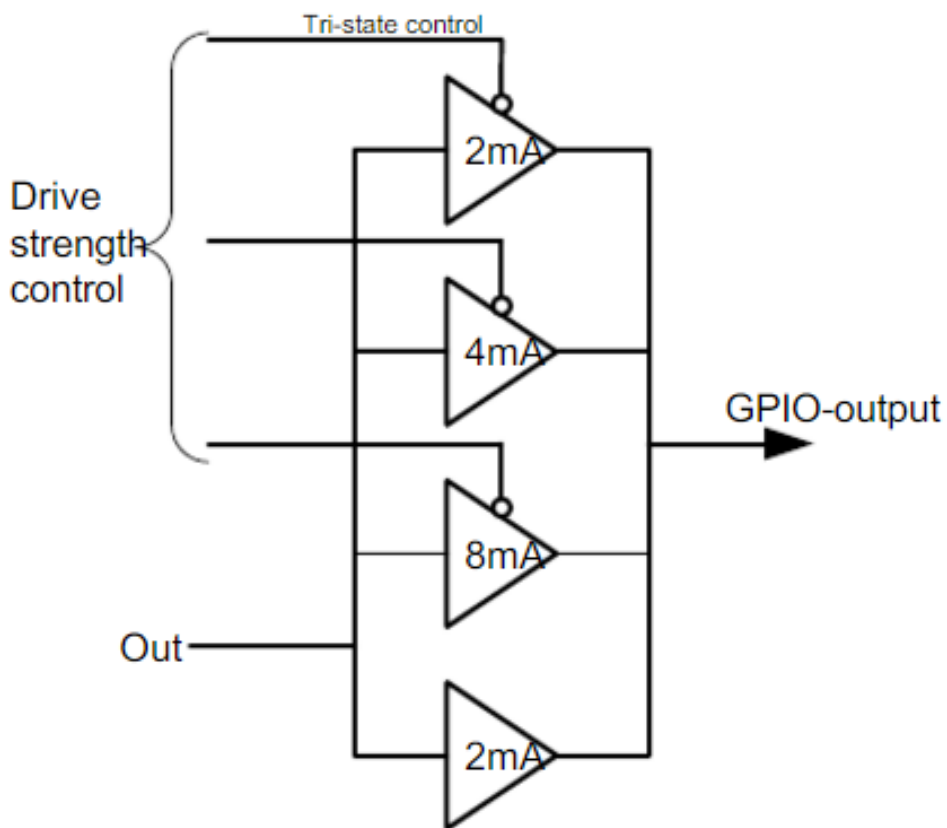 Tri-state control
2mA
Drive
strength
control
4mA
GPIO-output
8mA
Out
2mA